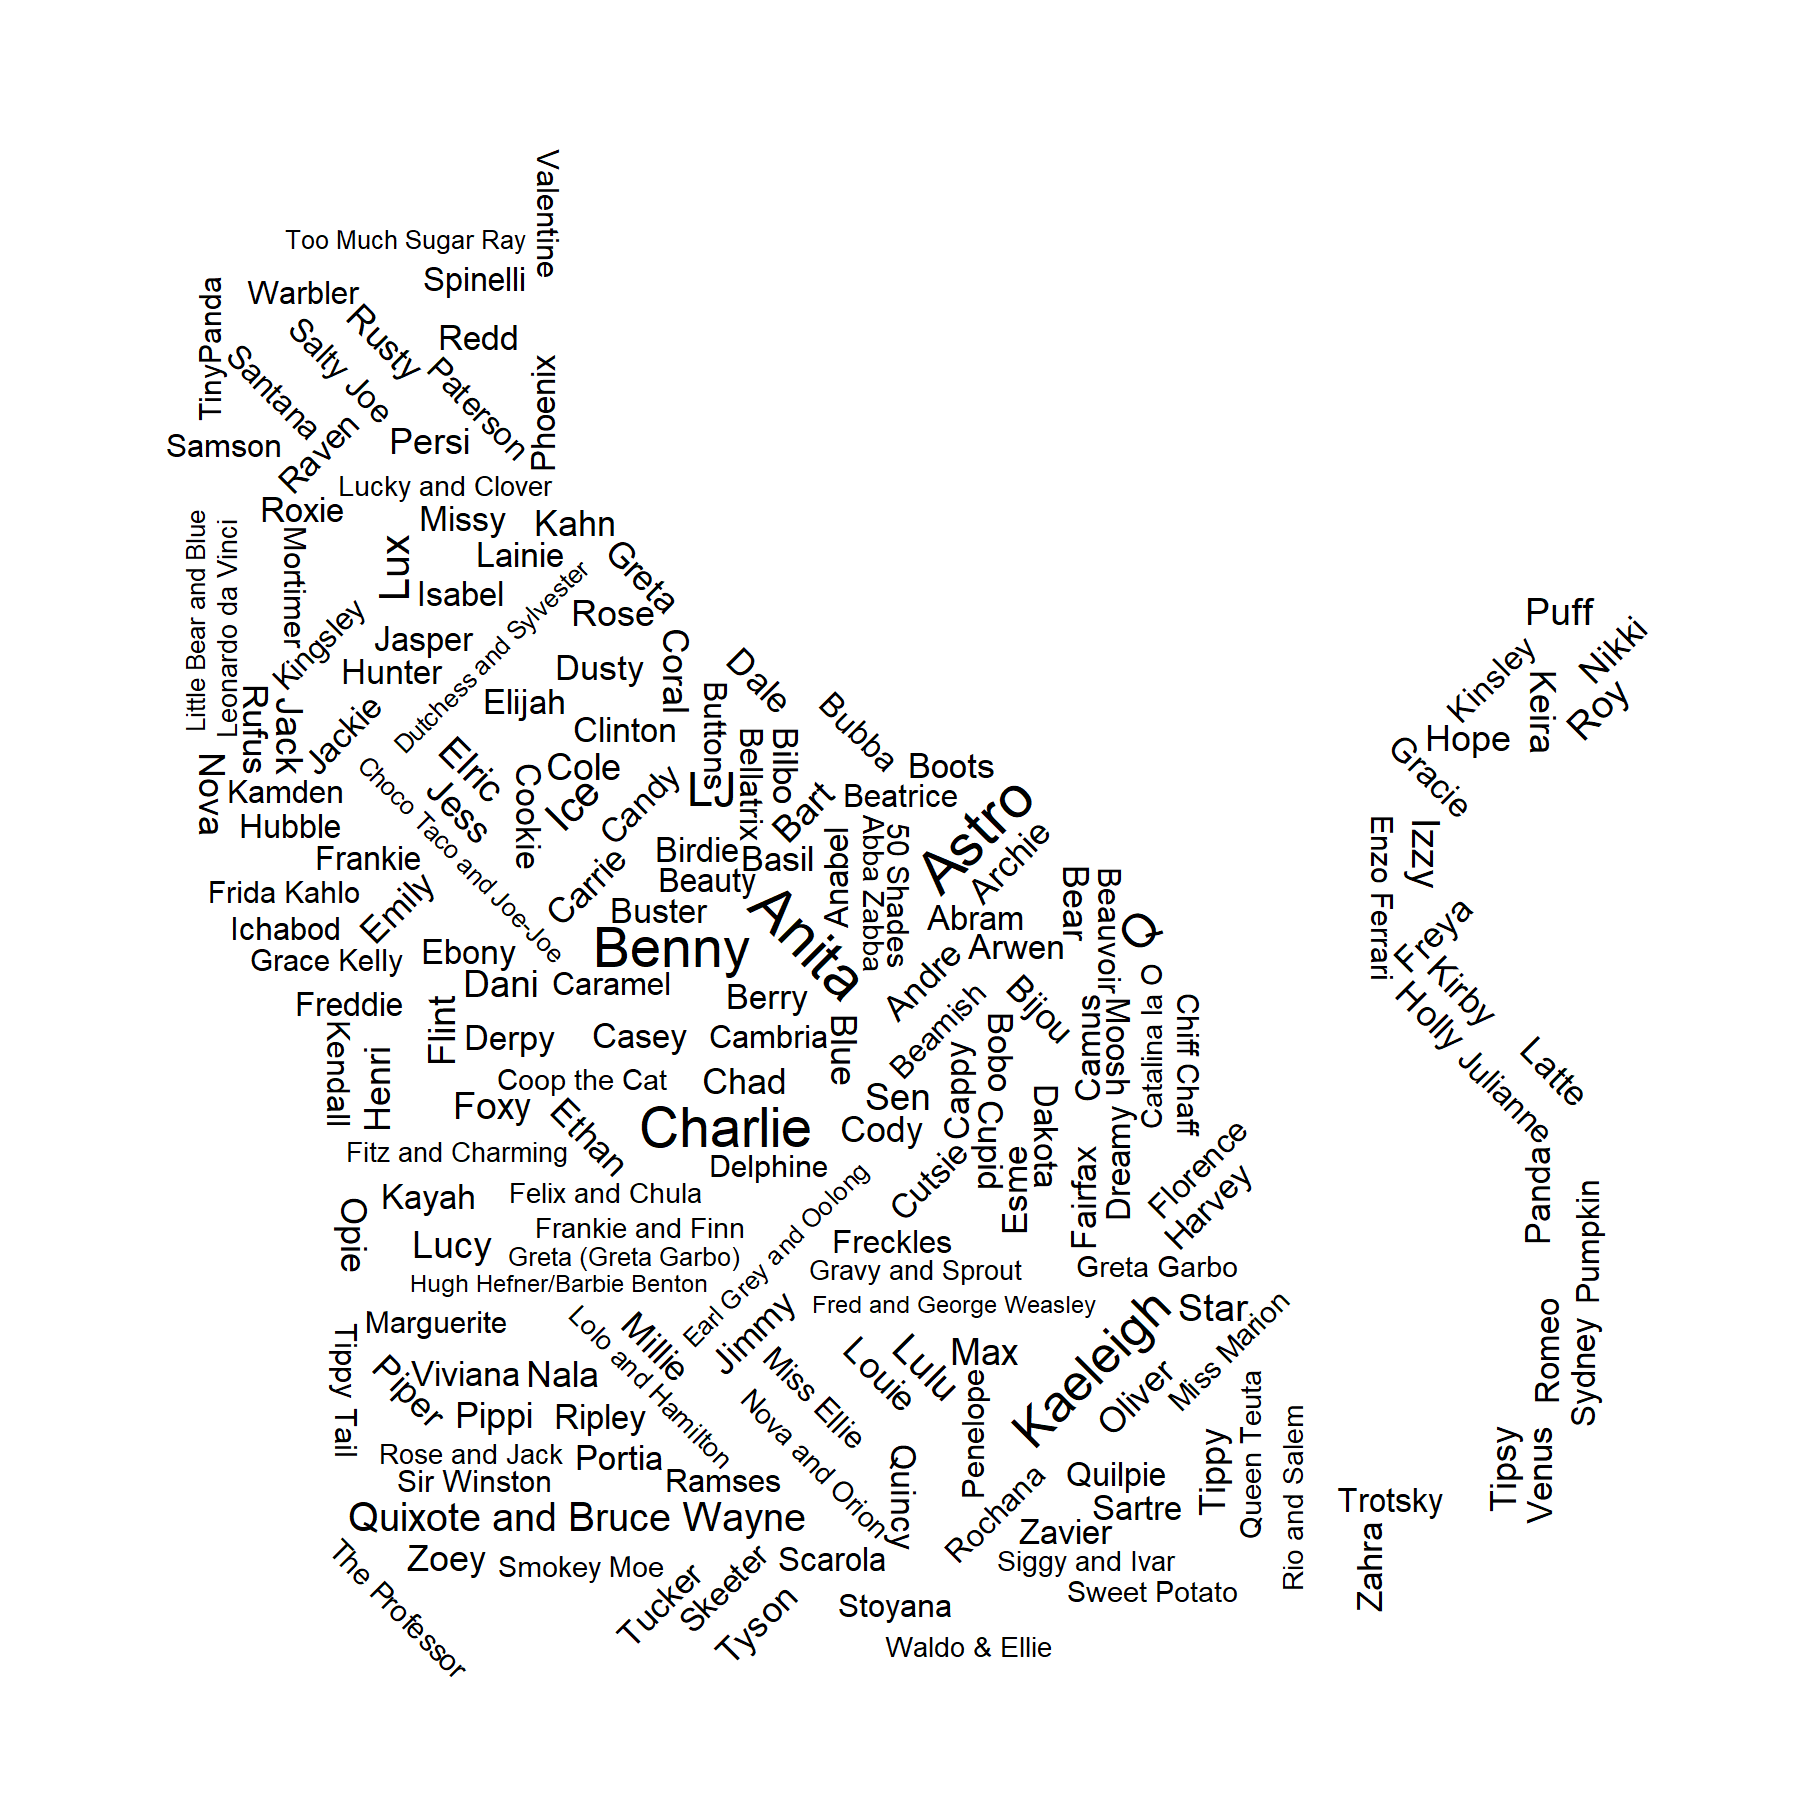 Valentine
Too Much Sugar Ray
Spinelli
Warbler
TinyPanda
Rusty
Salty Joe
Redd
Santana
Paterson
Phoenix
Raven
Persi
Samson
Lucky and Clover
Roxie
Missy
Kahn
Little Bear and Blue
Leonardo da Vinci
Mortimer
Lux
Lainie
Greta
Isabel
Dutchess and Sylvester
Rose
Puff
Kingsley
Jasper
Coral
Nikki
Hunter
Dusty
Dale
Kinsley
Keira
Roy
Rufus
Jack
Jackie
Elijah
Buttons
Bubba
Clinton
Hope
Nova
Elric
Bellatrix
Bilbo
Gracie
Cole
Boots
Kamden
Choco Taco and Joe-Joe
Jess
Cookie
Ice
Candy
LJ
Bart
Beatrice
Astro
Hubble
Frankie
Birdie
Basil
Anabel
Abba Zabba
50 Shades
Archie
Enzo Ferrari
Izzy
Frida Kahlo
Emily
Carrie
Beauty
Bear
Beauvoir
Buster
Anita
Abram
Q
Ichabod
Freya
Grace Kelly
Ebony
Benny
Arwen
Dani
Caramel
Berry
Andre
Bijou
Kirby
Freddie
Flint
Beamish
Camus
Moosh
Catalina la O
Chiff Chaff
Holly
Kendall
Henri
Derpy
Casey
Cambria
Blue
Bobo
Latte
Coop the Cat
Chad
Sen
Cappy
Julianne
Foxy
Ethan
Charlie
Cody
Cupid
Dakota
Fitz and Charming
Delphine
Cutsie
Esme
Fairfax
Dreamy
Florence
Panda
Kayah
Felix and Chula
Harvey
Opie
Frankie and Finn
Earl Grey and Oolong
Freckles
Pumpkin
Lucy
Greta (Greta Garbo)
Gravy and Sprout
Greta Garbo
Hugh Hefner/Barbie Benton
Fred and George Weasley
Star
Marguerite
Lolo and Hamilton
Millie
Jimmy
Kaeleigh
Miss Marion
Romeo
Sydney
Tippy Tail
Piper
Viviana
Nala
Miss Ellie
Louie
Lulu
Max
Oliver
Pippi
Ripley
Nova and Orion
Penelope
Tippy
Queen Teuta
Rio and Salem
Rose and Jack
Portia
Quincy
Quilpie
Tipsy
Venus
Sir Winston
Ramses
Rochana
Sartre
Trotsky
Quixote and Bruce Wayne
Zavier
The Professor
Zoey
Smokey Moe
Scarola
Siggy and Ivar
Zahra
Tucker
Skeeter
Tyson
Stoyana
Sweet Potato
Waldo & Ellie